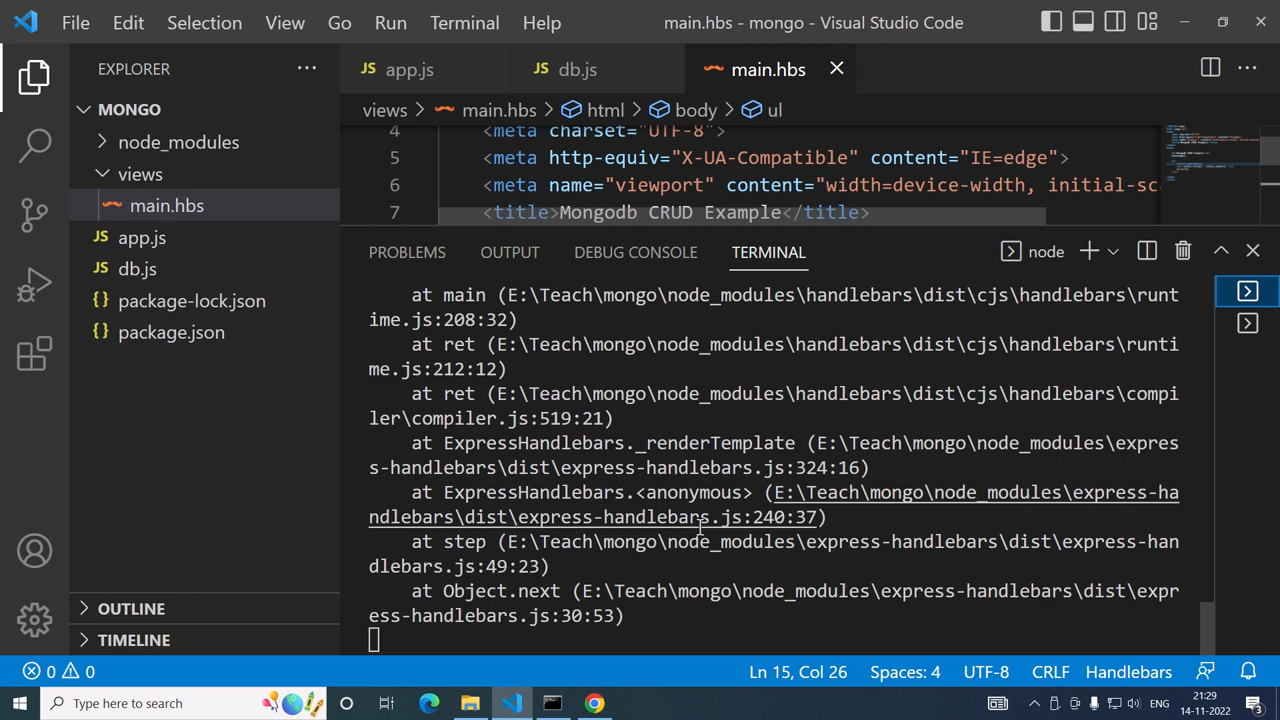 File Edit Selection View Go Run Terminal Help main.hbs - mongo - Visual Studio Code
EXPLORER
MONGO
node_modules
views
main.hbs
app.js
db.js
package-lock.json
package.json
OUTLINE
TIMELINE
app.js db.js main.hbs
views > main.hbs > html > body > ul
4 <meta charset="UTF-8">
5 <meta http-equiv="X-UA-Compatible" content="IE=edge">
6 <meta name="viewport" content="width=device-width, initial-sc
7 <title>Mongodb CRUD Example</title>
PROBLEMS OUTPUT DEBUG CONSOLE TERMINAL node
at main (E:\Teach\mongo\node_modules\handlebars\dist\cjs\handlebars\runt
ime.js:208:32)
at ret (E:\Teach\mongo\node_modules\handlebars\dist\cjs\handlebars\runti
me.js:212:12)
at ret (E:\Teach\mongo\node_modules\handlebars\dist\cjs\handlebars\compi
ler\compiler.js:519:21)
at ExpressHandlebars._renderTemplate (E:\Teach\mongo\node_modules\expres
s-handlebars\dist\express-handlebars.js:324:16)
at ExpressHandlebars.<anonymous> (E:\Teach\mongo\node_modules\express-ha
ndlebars\dist\express-handlebars.js:240:37)
at step (E:\Teach\mongo\node_modules\express-handlebars\dist\express-han
dlebars.js:49:23)
at Object.next (E:\Teach\mongo\node_modules\express-handlebars\dist\expr
ess-handlebars.js:30:53)
0 0 Ln 15, Col 26 Spaces: 4 UTF-8 CRLF Handlebars
Type here to search ENG 21:29
14-11-2022 3